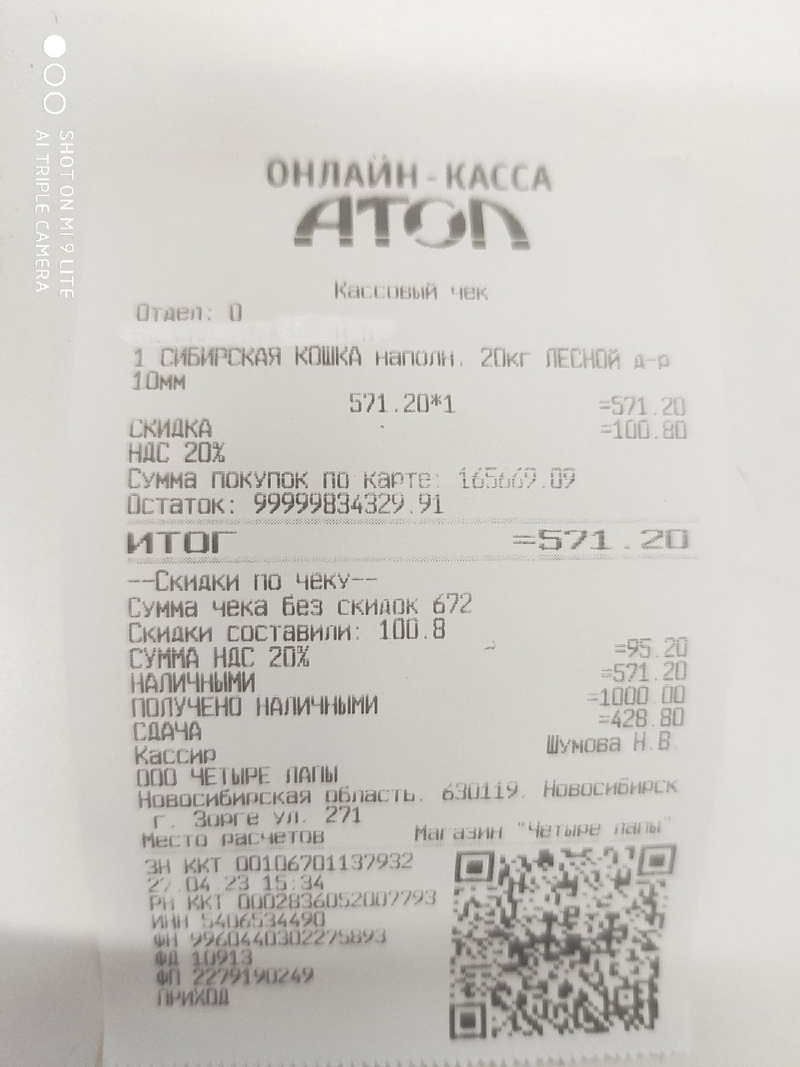 SHOT ON MI 9 LITE
AI TRIPLE CAMERA
ОНЛАЙН-КАССА
АТОЛ
Кассовый чек
Отдел: 0
1 СИБИРСКАЯ КОШКА наполн. 20кг ЛЕСНОЙ д-р
10мм
571.20*1 =571.20
СКИДКА =100.80
НДС 20%
Сумма покупок по карте: 165669.09
Остаток: 99999834329.91
ИТОГ =571.20
--Скидки по чеку--
Сумма чека без скидок 672
Скидки составили: 100.8
СУММА НДС 20% =95.20
НАЛИЧНЫМИ =571.20
ПОЛУЧЕНО НАЛИЧНЫМИ =1000.00
СДАЧА =428.80
Кассир Шумова Н.В.
ООО ЧЕТЫРЕ ЛАПЫ
Новосибирская область. 630119. Новосибирск
г. Зорге ул. 271
Место расчетов Магазин "Четыре лапы"
ЗН ККТ 00106701137932
27.04.23 15:34
РН ККТ 0002836052007793
ИНН 5406534490
ФН 9960440302275893
ФД 10913
ФП 2279190249
ПРИХОД